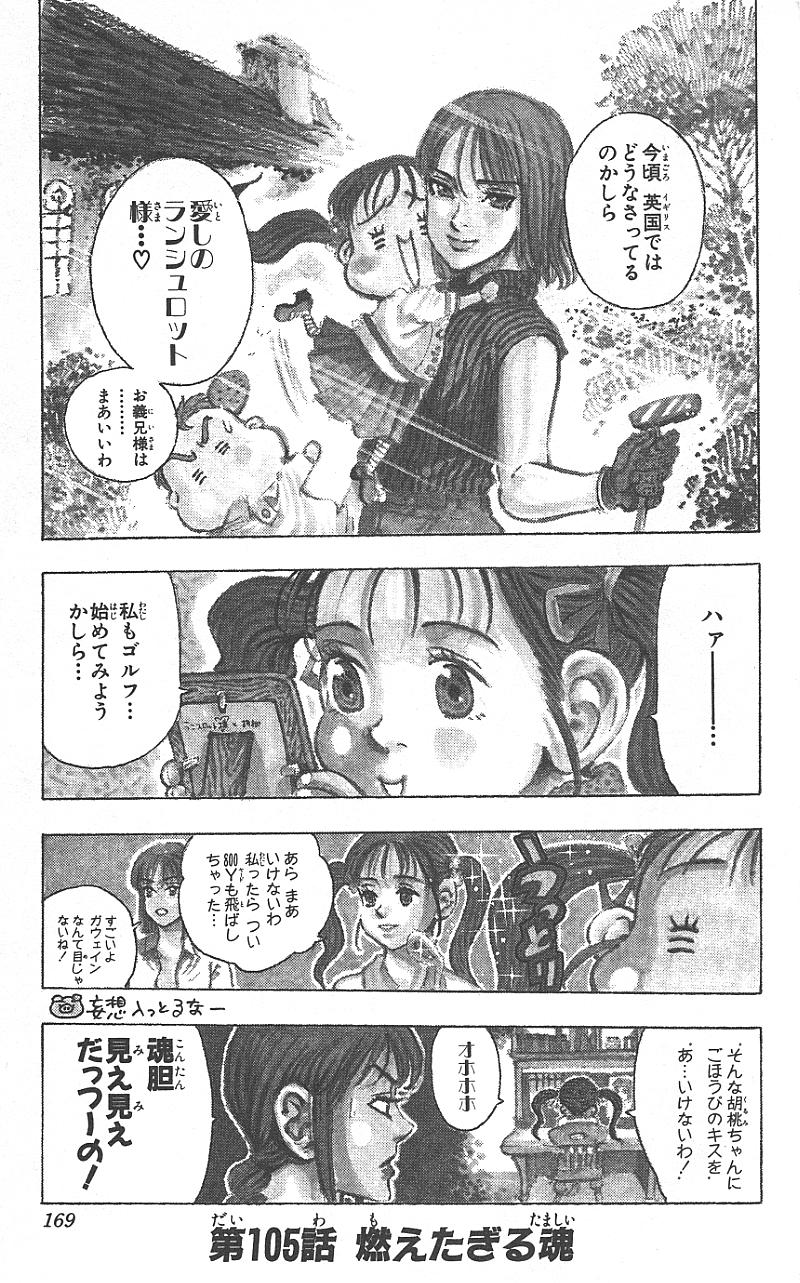 今頃 英国では
どうなさってる
のかしら
愛しの
ランシュロット
様…♡
お義兄様は
………
まあいいわ
ハァ――…
私もゴルフ…
始めてみよう
かしら…
うっとり
あら まあ
いけないわ
私ったら つい
800Yも飛ばし
ちゃった…
すごいよ
ガウェイン
なんて目じゃ
ないね!
妄想入っとるなー
そんな胡桃ちゃんに
ごほうびのキスを
あ…いけないわ!
オホホホ
魂胆
見え見え
だっつーの!
169
第105話 燃えたぎる魂